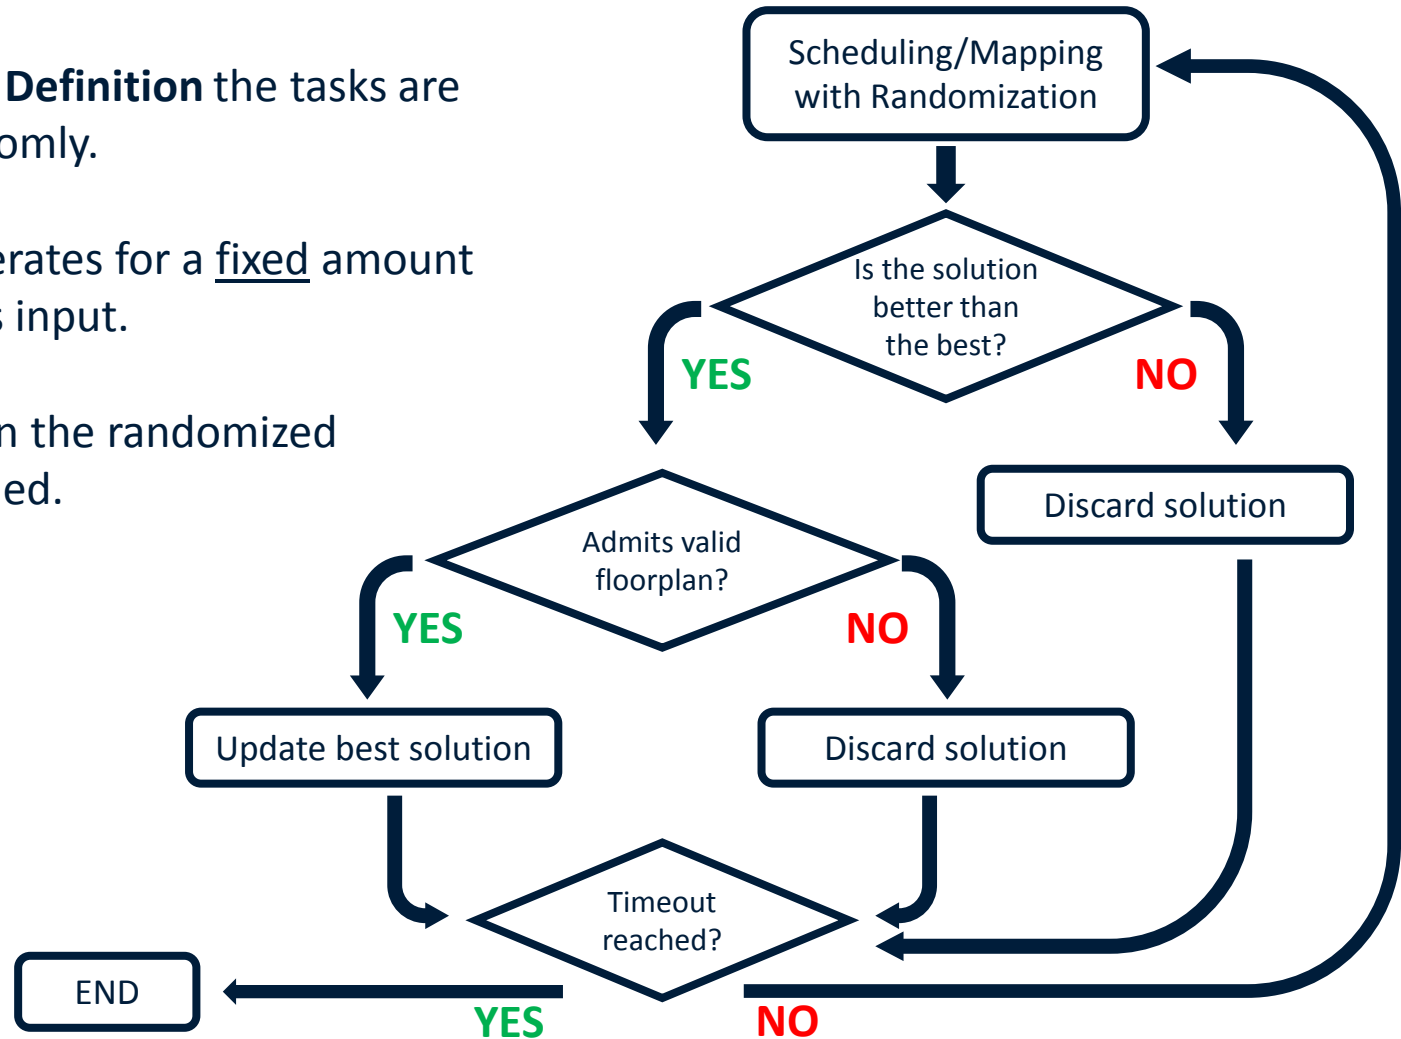 Definition the tasks are
omly.
erates for a fixed amount
s input.
n the randomized
ed.
Scheduling/Mapping
with Randomization
Is the solution
better than
the best?
YES
NO
Discard solution
Admits valid
floorplan?
YES
NO
Update best solution
Discard solution
Timeout
reached?
END
YES
NO